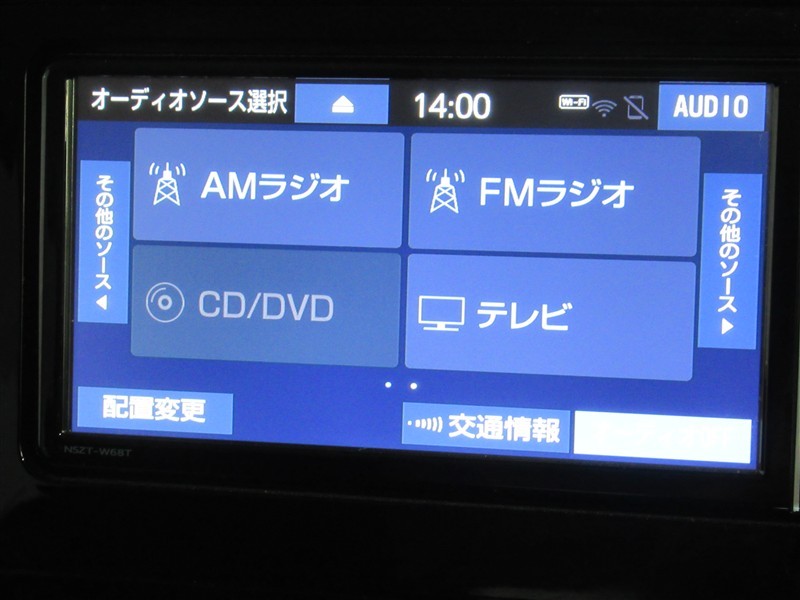 オーディオソース選択
14:00
Wi-Fi
AUDIO
その他のソース
AMラジオ
FMラジオ
その他のソース
CD/DVD
テレビ
配置変更
交通情報
NSZT-W68T